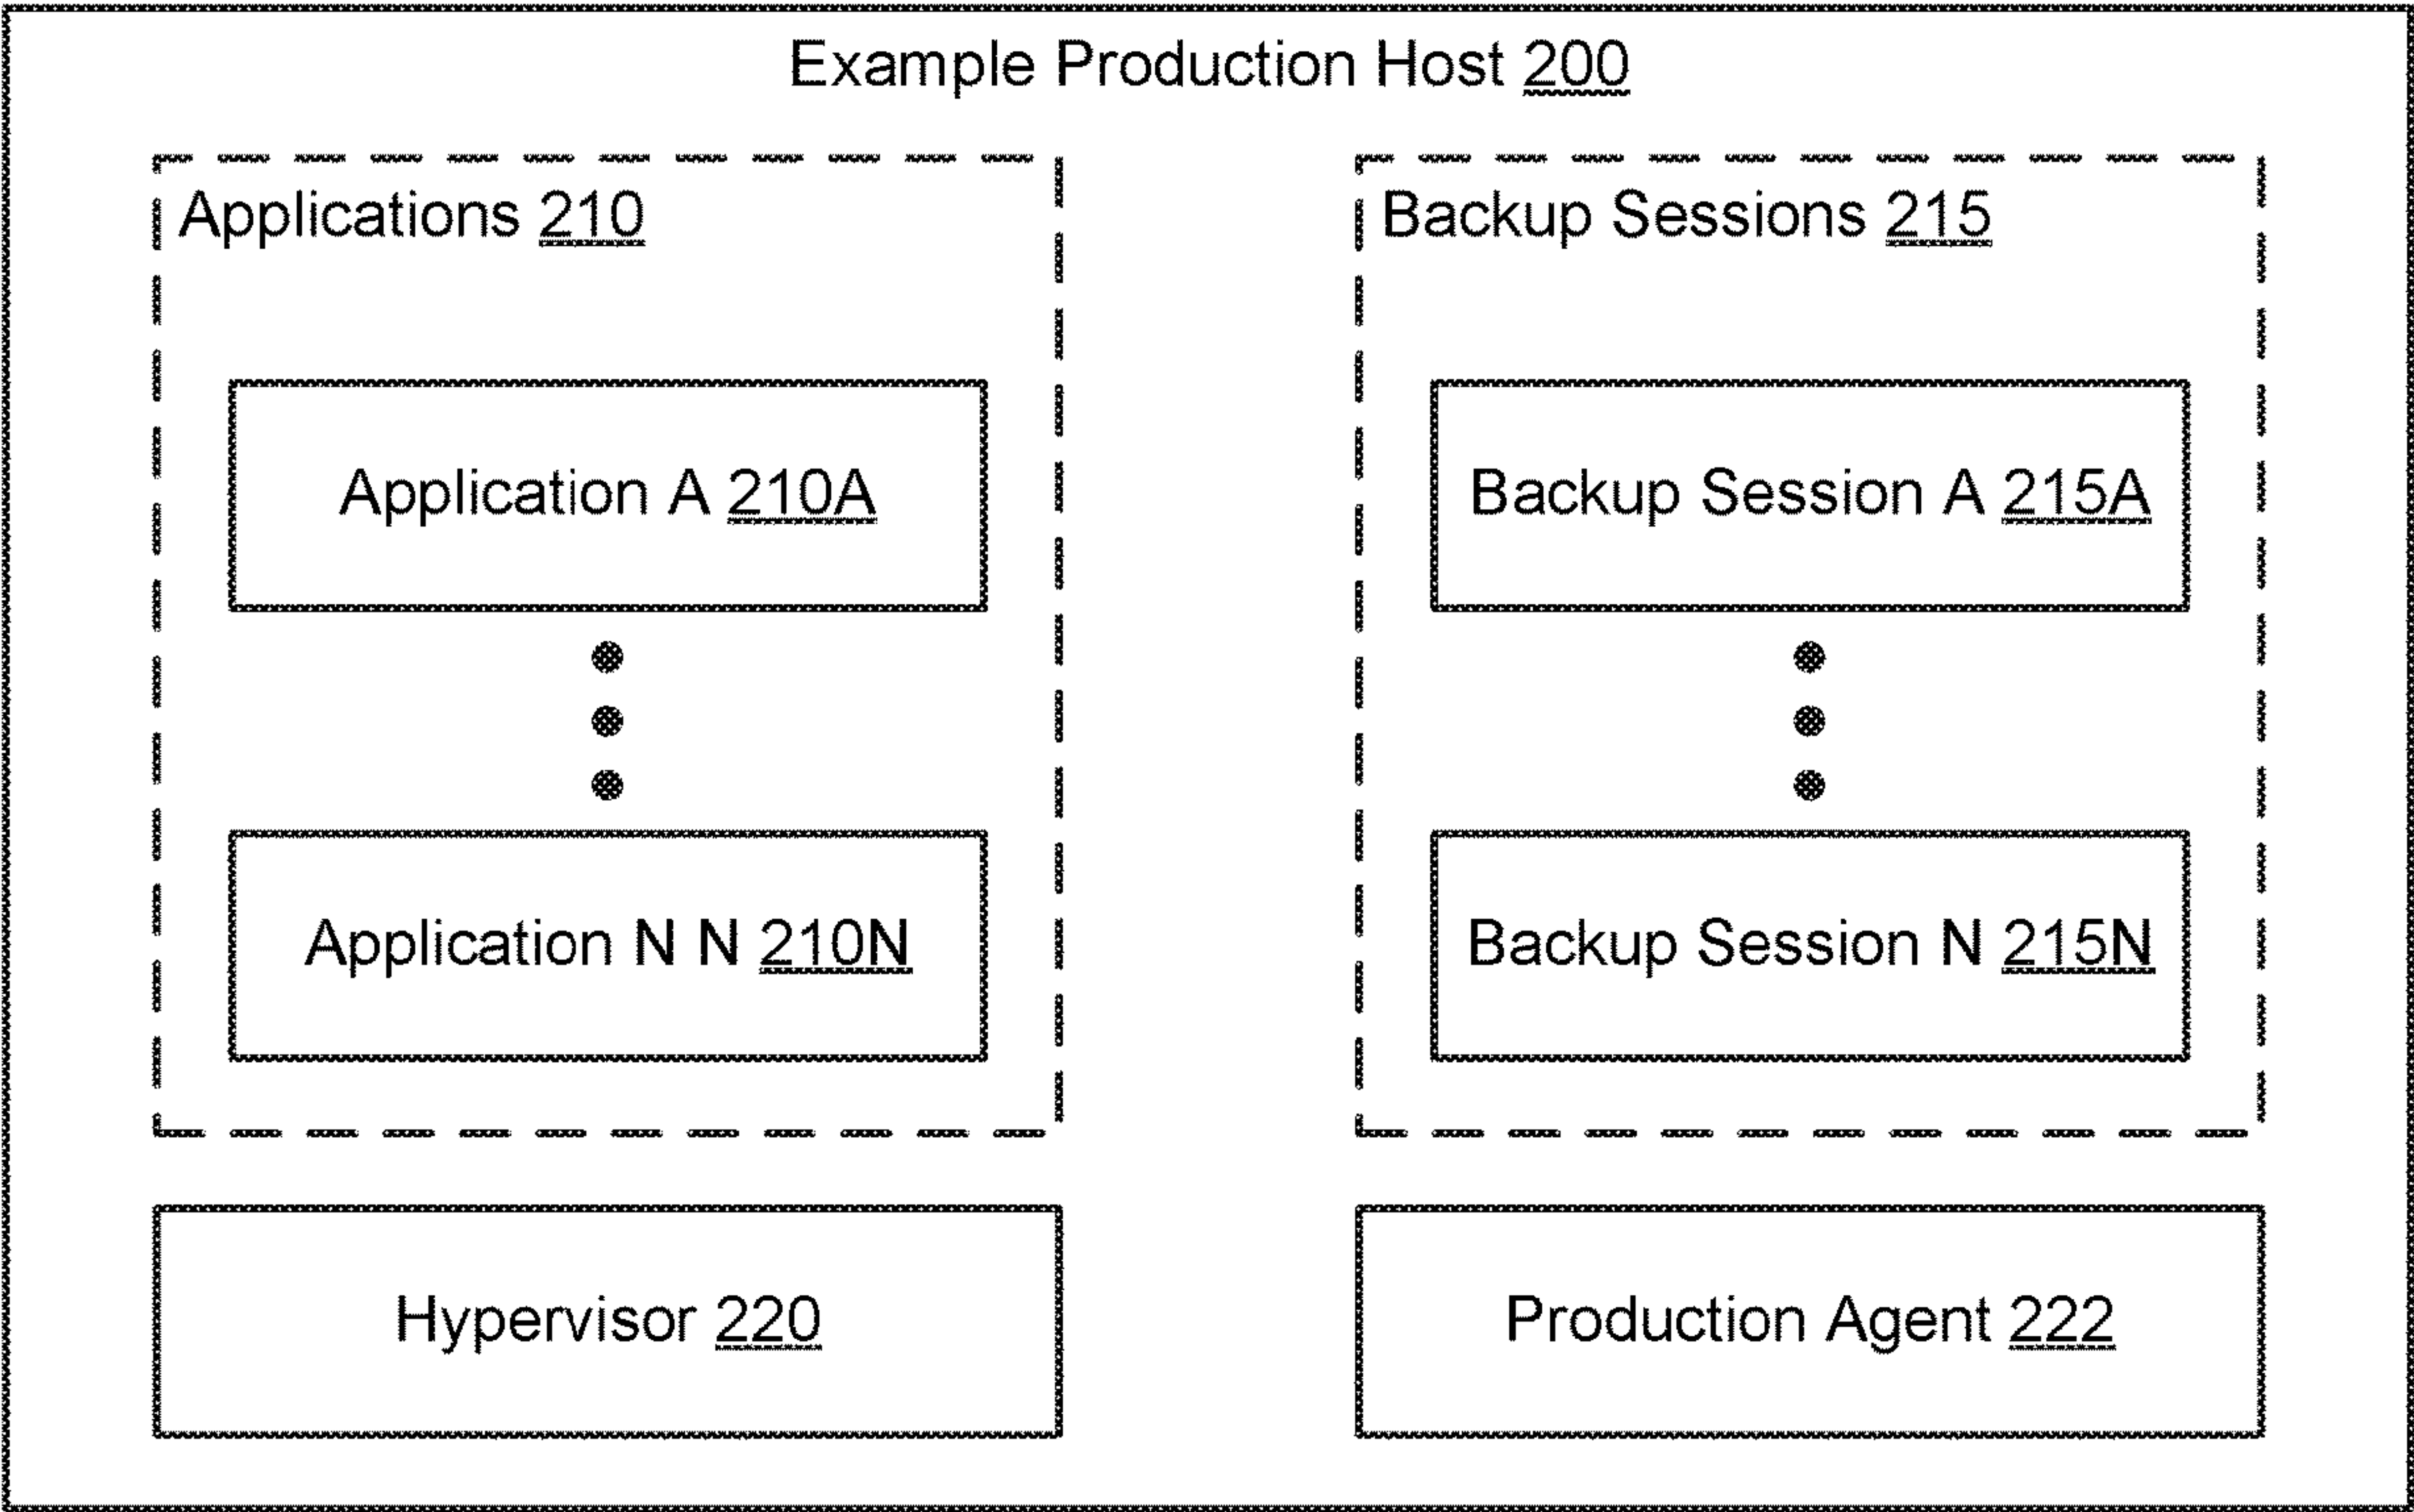 Example Production Host 200
Applications 210
Application A 210A
Application N N 210N
Backup Sessions 215
Backup Session A 215A
Backup Session N 215N
Hypervisor 220
Production Agent 222